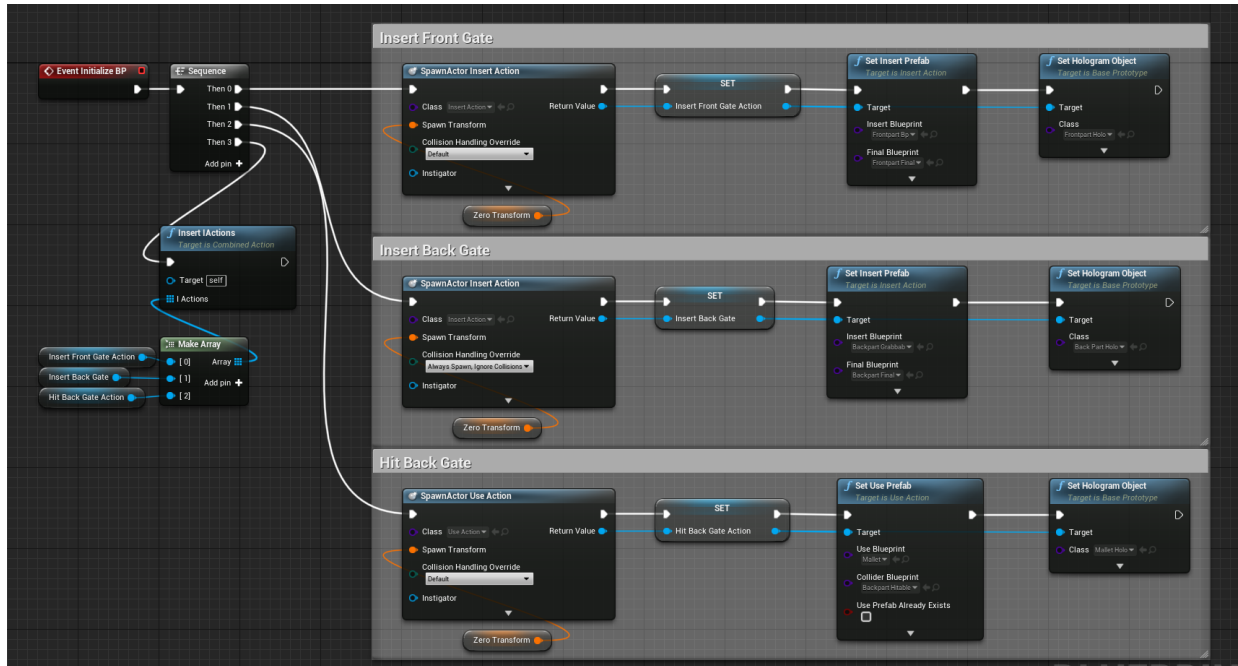 Insert Front Gate
Event Initialize BP
Sequence
Then 0
Then 1
Then 2
Then 3
Add pin +
SpawnActor Insert Action
Class Insert Action
Return Value
Spawn Transform
Collision Handling Override
Default
Instigator
Zero Transform
SET
Insert Front Gate Action
f Set Insert Prefab
Target is Insert Action
Target
Insert Blueprint
Frontpart Bp
Final Blueprint
Frontpart Final
f Set Hologram Object
Target is Base Prototype
Target
Class
Frontpart Holo
f Insert IActions
Target is Combined Action
Target self
I Actions
Make Array
[0] Array
[1] Add pin +
[2]
Insert Front Gate Action
Insert Back Gate
Hit Back Gate Action
Insert Back Gate
SpawnActor Insert Action
Class Insert Action
Return Value
Spawn Transform
Collision Handling Override
Always Spawn, Ignore Collisions
Instigator
Zero Transform
SET
Insert Back Gate
f Set Insert Prefab
Target is Insert Action
Target
Insert Blueprint
Backpart Grabbab
Final Blueprint
Backpart Final
f Set Hologram Object
Target is Base Prototype
Target
Class
Back Part Holo
Hit Back Gate
SpawnActor Use Action
Class Use Action
Return Value
Spawn Transform
Collision Handling Override
Default
Instigator
Zero Transform
SET
Hit Back Gate Action
f Set Use Prefab
Target is Use Action
Target
Use Blueprint
Mallet
Collider Blueprint
Backpart Hitable
Use Prefab Already Exists
f Set Hologram Object
Target is Base Prototype
Target
Class Mallet Holo